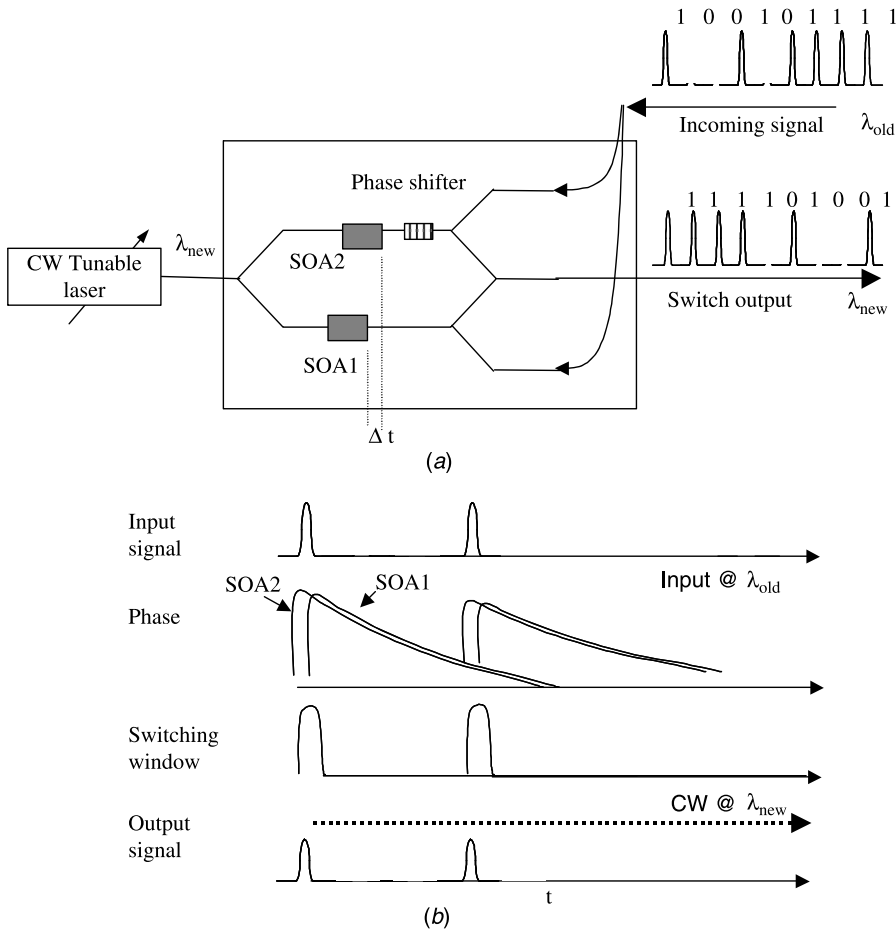 1 0 0 1 0 1 1 1 1
Incoming signal λold
Phase shifter
1 1 1 1 0 1 0 0 1
λnew
CW Tunable
laser
SOA2
Switch output
λnew
SOA1
Δ t
(a)
Input
signal
Input @ λold
SOA2
SOA1
Phase
Switching
window
CW @ λnew
Output
signal
t
(b)